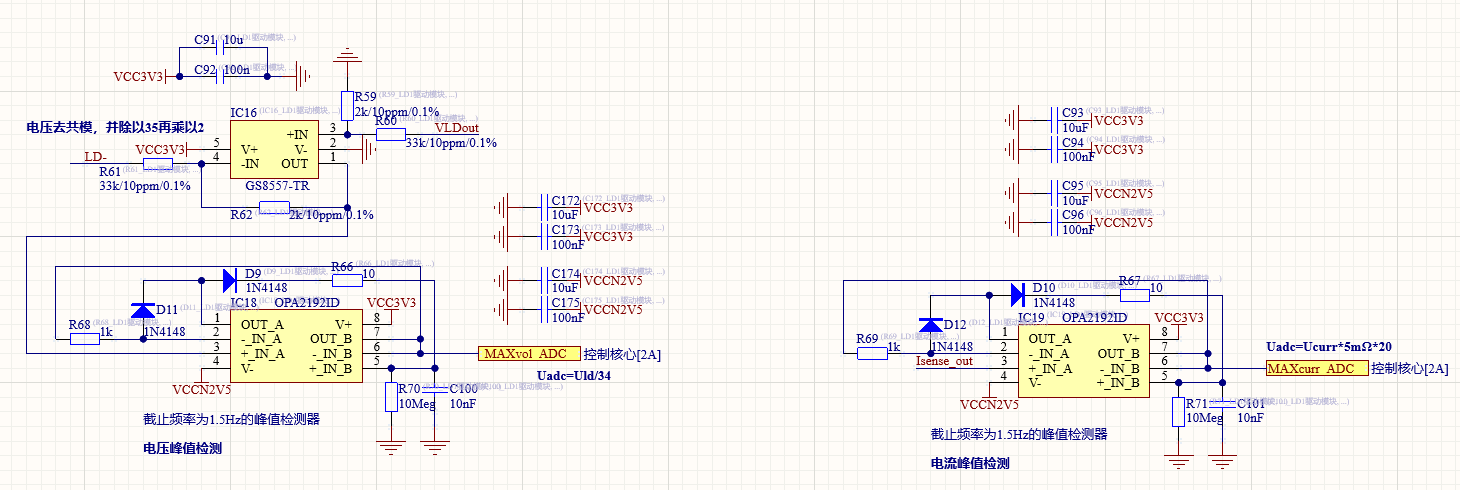 C91 10u
C92 100n
VCC3V3
R59
2k/10ppm/0.1%
IC16
电压去共模，并除以35再乘以2
R60
VLDout
33k/10ppm/0.1%
+IN 3
V- 2
OUT 1
5 V+
4 -IN
VCC3V3
LD-
R61
33k/10ppm/0.1%
GS8557-TR
R62 2k/10ppm/0.1%
C172
10uF
VCC3V3
C173
100nF
VCC3V3
C174
10uF
VCCN2V5
C175
100nF
VCCN2V5
C93
10uF
VCC3V3
C94
100nF
VCC3V3
C95
10uF
VCCN2V5
C96
100nF
VCCN2V5
D9
1N4148
R66 10
D11
1N4148
R68 1k
IC18 OPA2192ID
VCC3V3
1 OUT_A
2 -_IN_A
3 +_IN_A
4 V-
V+ 8
OUT_B 7
-_IN_B 6
+_IN_B 5
VCCN2V5
MAXvol_ADC 控制核心[2A]
Uadc=Uld/34
R70
10Meg
C100
10nF
截止频率为1.5Hz的峰值检测器
电压峰值检测
D10
1N4148
R67
10
D12
1N4148
R69 1k
IC19 OPA2192ID
VCC3V3
Isense_out
1 OUT_A
2 -_IN_A
3 +_IN_A
4 V-
V+ 8
OUT_B 7
-_IN_B 6
+_IN_B 5
VCCN2V5
Uadc=Ucurr*5mΩ*20
MAXcurr_ADC 控制核心[2A]
R71
10Meg
C101
10nF
截止频率为1.5Hz的峰值检测器
电流峰值检测